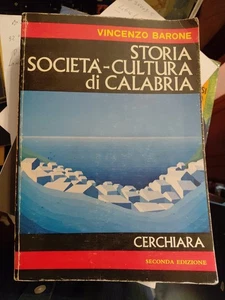 VINCENZO BARONE
STORIA
SOCIETÀ-CULTURA
di CALABRIA
CERCHIARA
SECONDA EDIZIONE